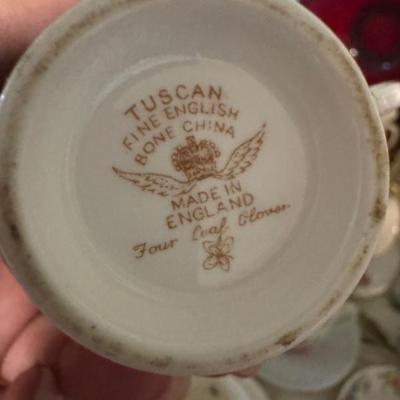 TUSCAN
FINE ENGLISH
BONE CHINA
MADE IN
ENGLAND
Four Leaf Clover